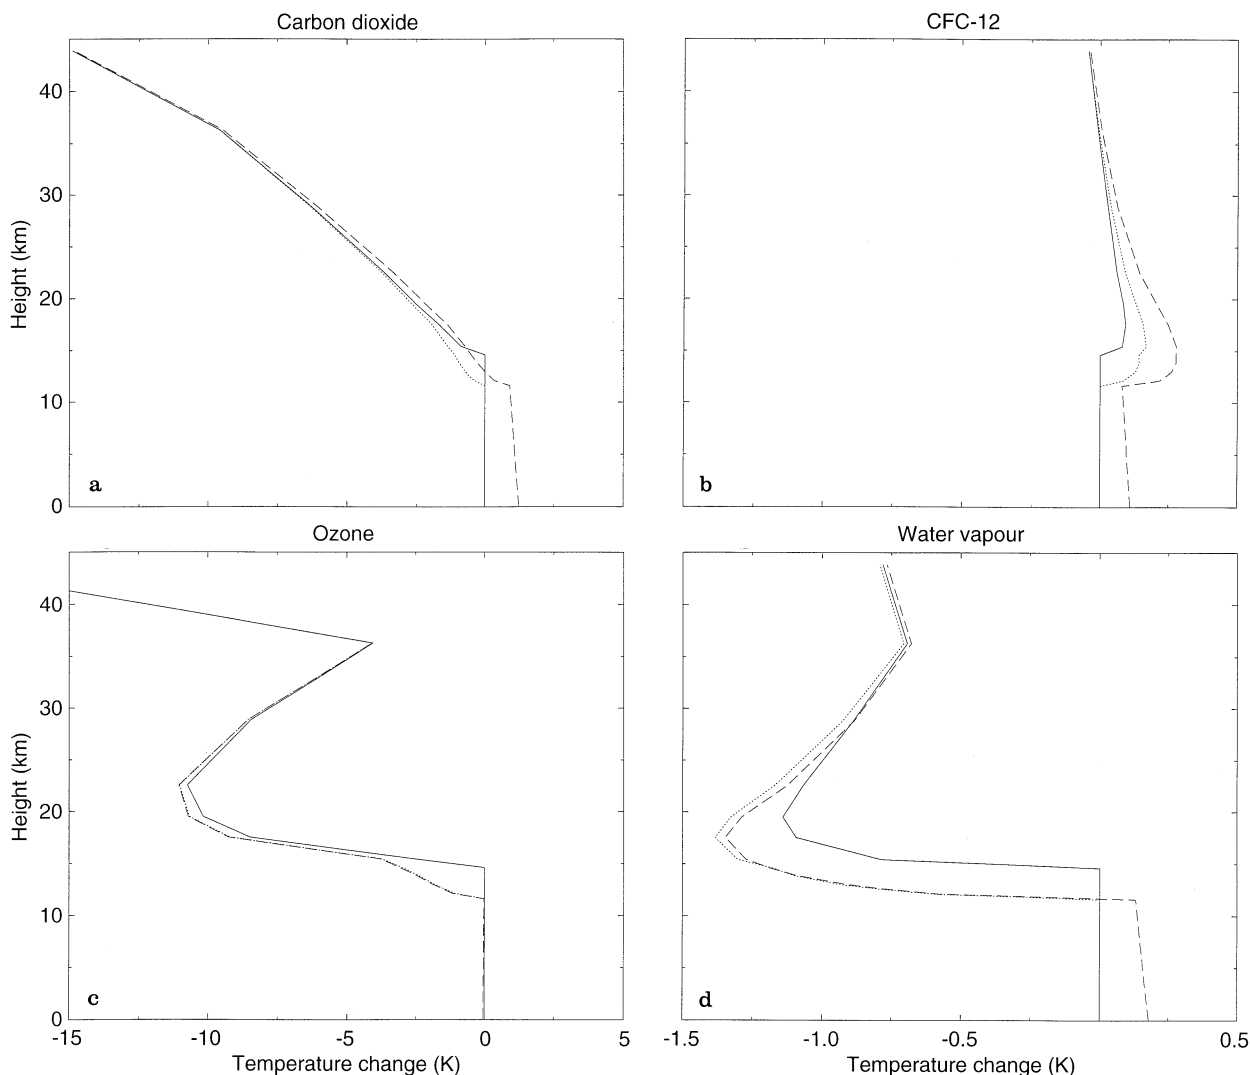 Carbon dioxide
CFC-12
40
30
20
10
0
Height (km)
a
b
Ozone
Water vapour
40
30
20
10
0
Height (km)
c
d
-15 -10 -5 0 5
-1.5 -1.0 -0.5 0 0.5
Temperature change (K)
Temperature change (K)